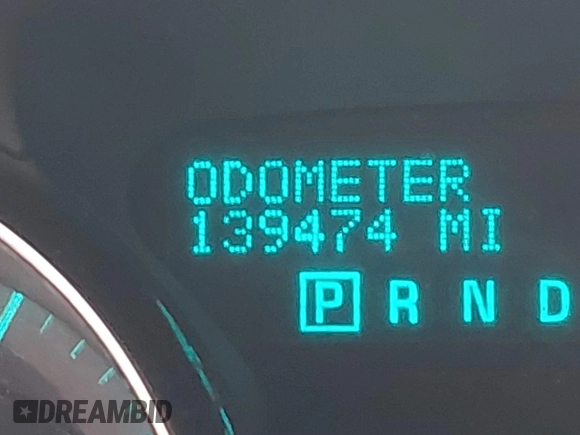 ODOMETER
139474 MI
P R N D
DREAMBID